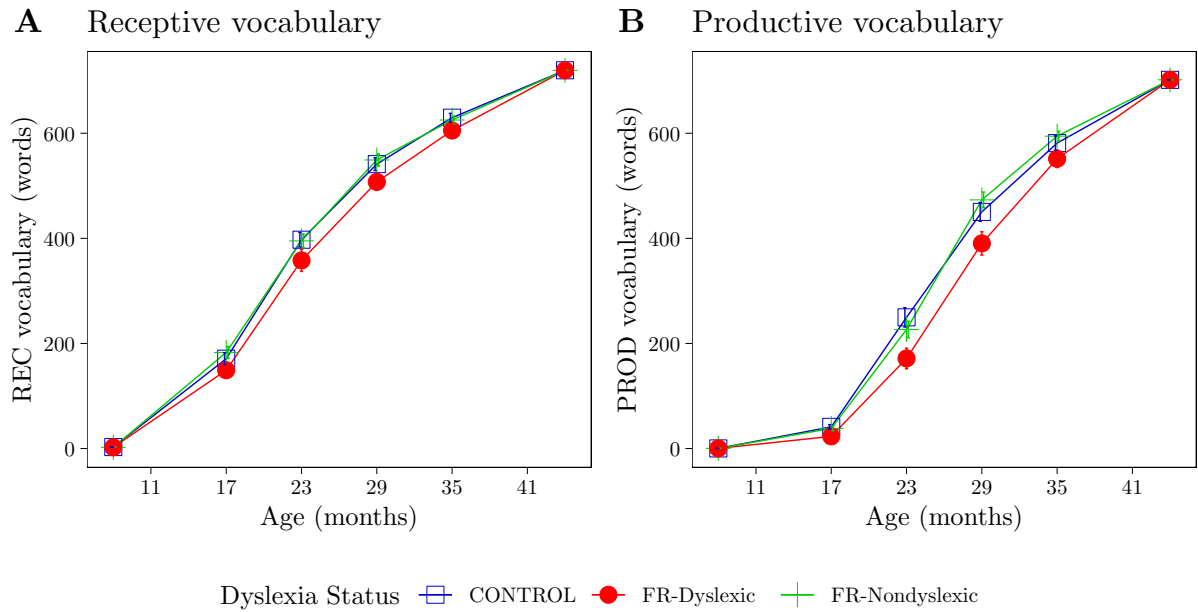 A Receptive vocabulary
REC vocabulary (words)
600
400
200
0
11 17 23 29 35 41
Age (months)
B Productive vocabulary
PROD vocabulary (words)
600
400
200
0
11 17 23 29 35 41
Age (months)
Dyslexia Status CONTROL FR-Dyslexic FR-Nondyslexic